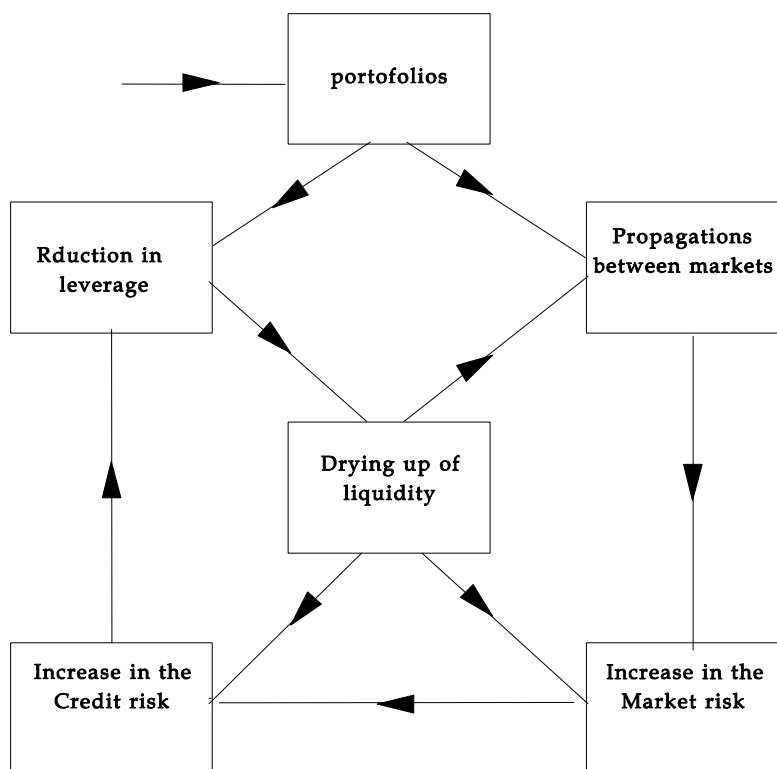 portofolios
Rduction in
leverage
Propagations
between markets
Drying up of
liquidity
Increase in the
Credit risk
Increase in the
Market risk